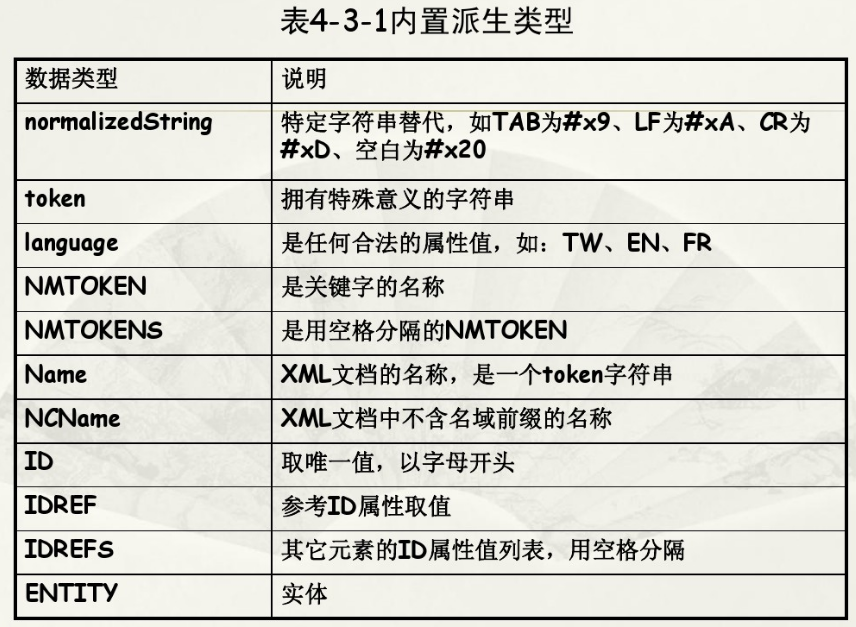 表4-3-1内置派生类型
数据类型
说明
normalizedString
特定字符串替代，如TAB为#x9、LF为#xA、CR为
#xD、空白为#x20
token
拥有特殊意义的字符串
language
是任何合法的属性值，如：TW、EN、FR
NMTOKEN
是关键字的名称
NMTOKENS
是用空格分隔的NMTOKEN
Name
XML文档的名称，是一个token字符串
NCName
XML文档中不含名域前缀的名称
ID
取唯一值，以字母开头
IDREF
参考ID属性取值
IDREFS
其它元素的ID属性值列表，用空格分隔
ENTITY
实体